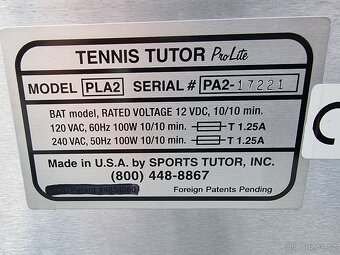 TENNIS TUTOR ProLite
MODEL PLA2 SERIAL # PA2-17221
BAT model, RATED VOLTAGE 12 VDC, 10/10 min.
120 VAC, 60Hz 100W 10/10 min. T 1.25A
240 VAC, 50Hz 100W 10/10 min. T 1.25A
Made in U.S.A. by SPORTS TUTOR, INC.
(800) 448-8867
Patent #4834060
Foreign Patents Pending